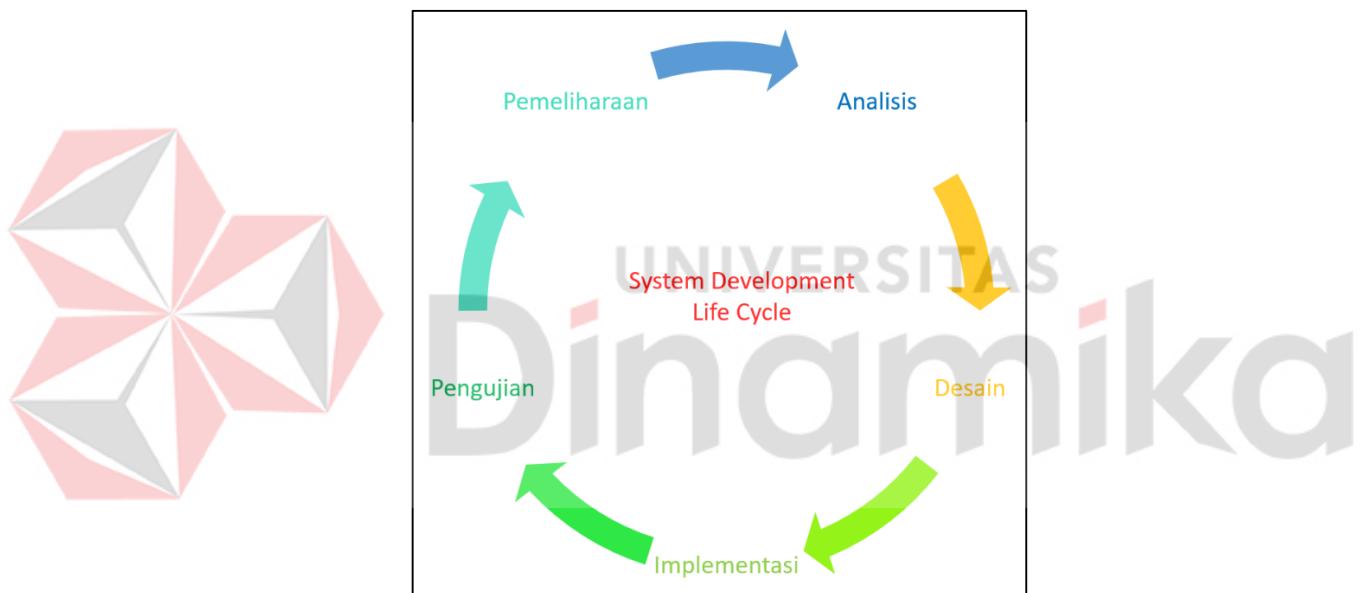 Pemeliharaan
Analisis
UNIVERSITAS
Dinamika
System Development
Life Cycle
Pengujian
Desain
Implementasi